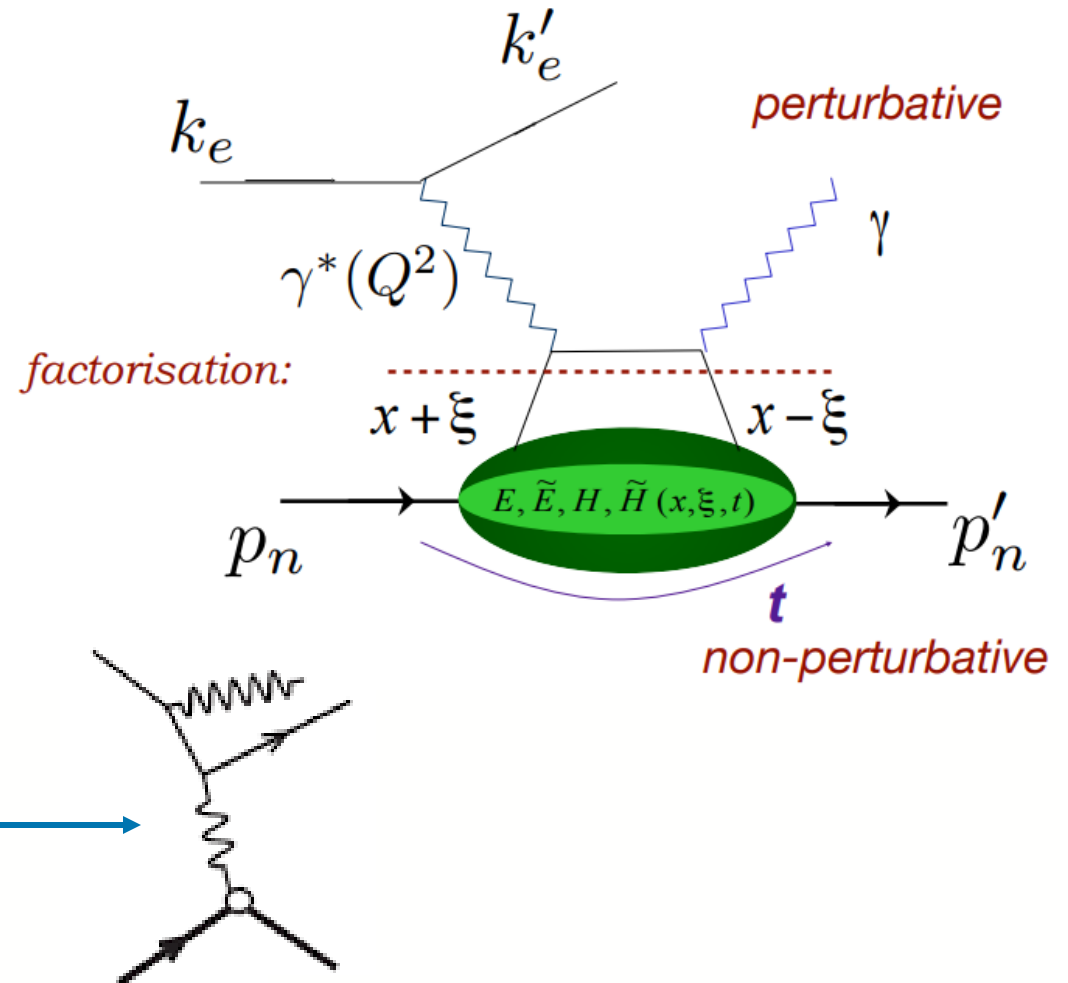 k′ₑ
perturbative
kₑ
γ
γ*(Q²)
factorisation:
x + ξ
x − ξ
E, Ẽ, H, H̃ (x,ξ,t)
pₙ
p′ₙ
t
non-perturbative